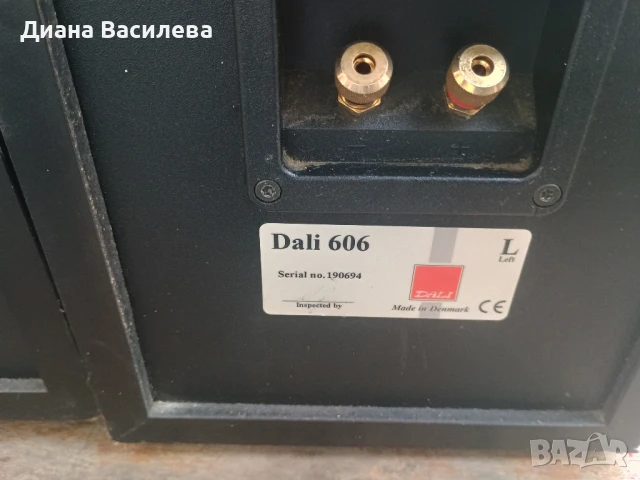 Диана Василева
- +
Dali 606
L
Left
Serial no. 190694
DALI
Inspected by
Made in Denmark CE
BAZAR